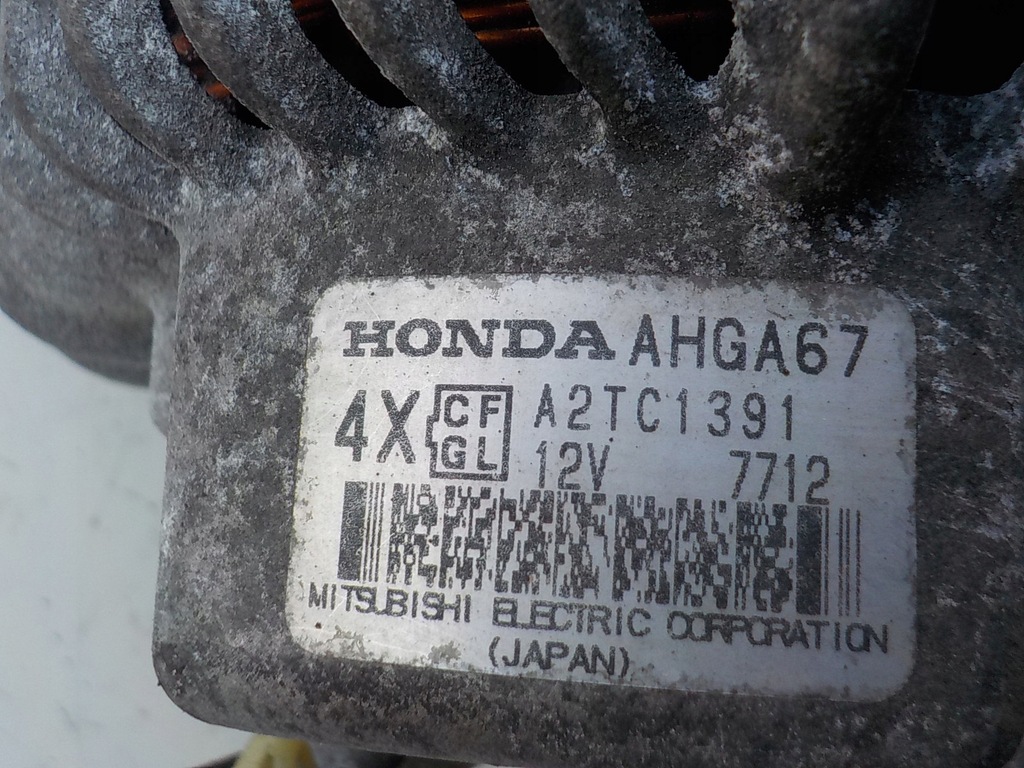 HONDA AHGA67
4X CF GL A2TC1391
12V 7712
MITSUBISHI ELECTRIC CORPORATION
(JAPAN)